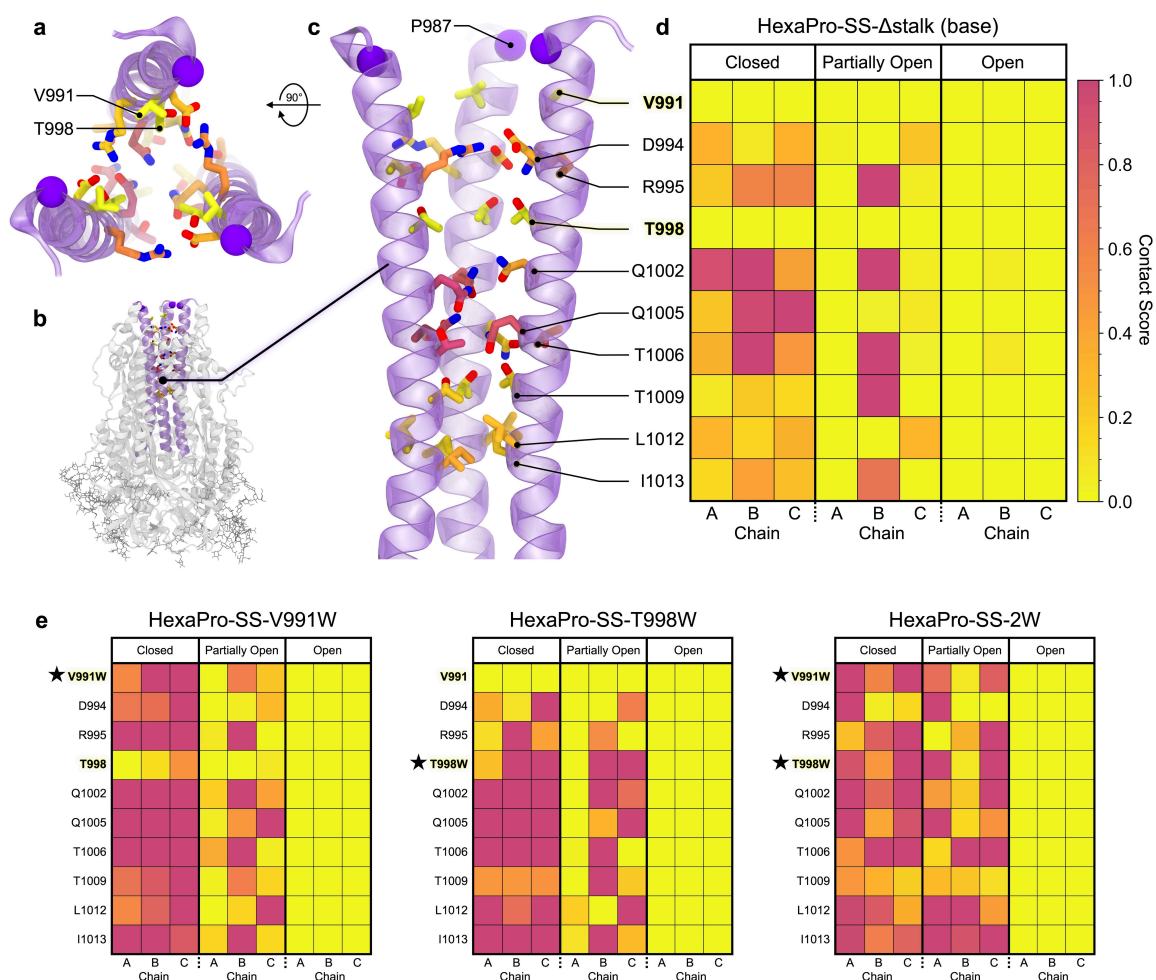 a
V991
T998
90°
b
c
P987
V991
D994
R995
T998
Q1002
Q1005
T1006
T1009
L1012
I1013
d
HexaPro-SS-Δstalk (base)
Closed Partially Open Open
A B C A B C A B C
Chain Chain Chain
1.0
0.8
0.6
0.4
0.2
0.0
Contact Score
e
HexaPro-SS-V991W
Closed Partially Open Open
★ V991W
D994
R995
T998
Q1002
Q1005
T1006
T1009
L1012
I1013
A B C A B C A B C
Chain Chain Chain
HexaPro-SS-T998W
Closed Partially Open Open
V991
D994
R995
★ T998W
Q1002
Q1005
T1006
T1009
L1012
I1013
A B C A B C A B C
Chain Chain Chain
HexaPro-SS-2W
Closed Partially Open Open
★ V991W
D994
R995
★ T998W
Q1002
Q1005
T1006
T1009
L1012
I1013
A B C A B C A B C
Chain Chain Chain